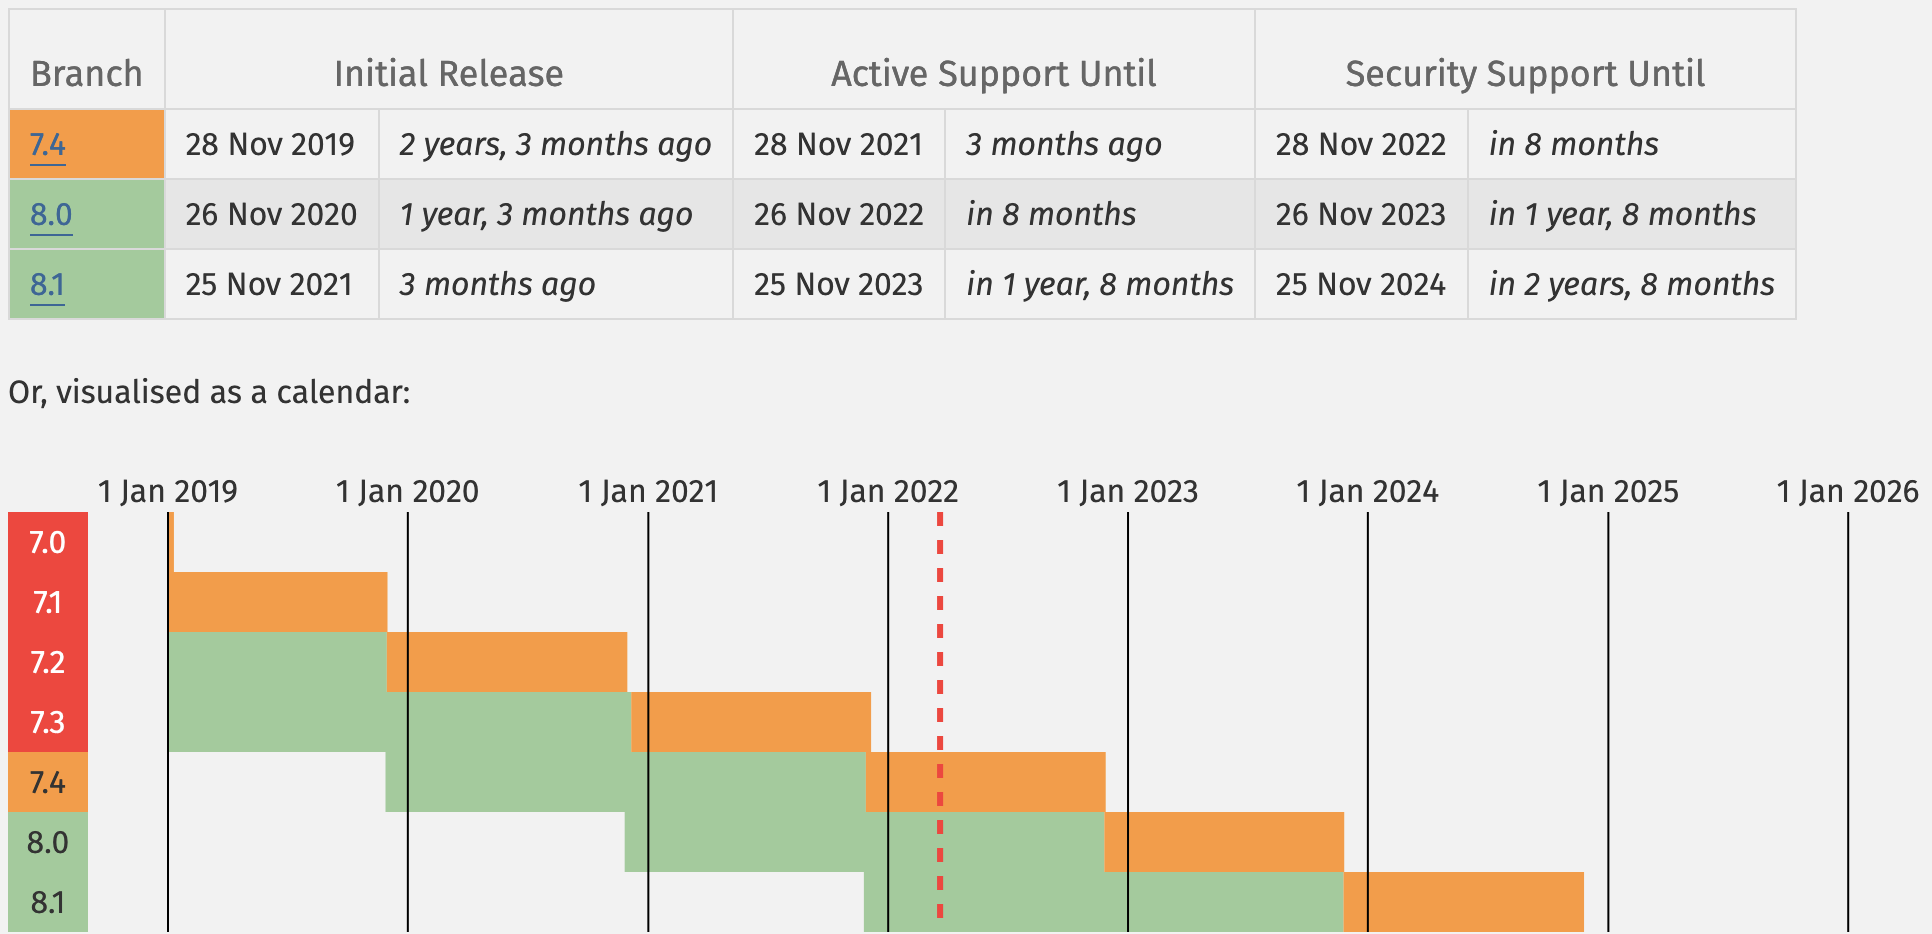 Branch Initial Release Active Support Until Security Support Until
7.4 28 Nov 2019 2 years, 3 months ago 28 Nov 2021 3 months ago 28 Nov 2022 in 8 months
8.0 26 Nov 2020 1 year, 3 months ago 26 Nov 2022 in 8 months 26 Nov 2023 in 1 year, 8 months
8.1 25 Nov 2021 3 months ago 25 Nov 2023 in 1 year, 8 months 25 Nov 2024 in 2 years, 8 months
Or, visualised as a calendar:
1 Jan 2019 1 Jan 2020 1 Jan 2021 1 Jan 2022 1 Jan 2023 1 Jan 2024 1 Jan 2025 1 Jan 2026
7.0
7.1
7.2
7.3
7.4
8.0
8.1